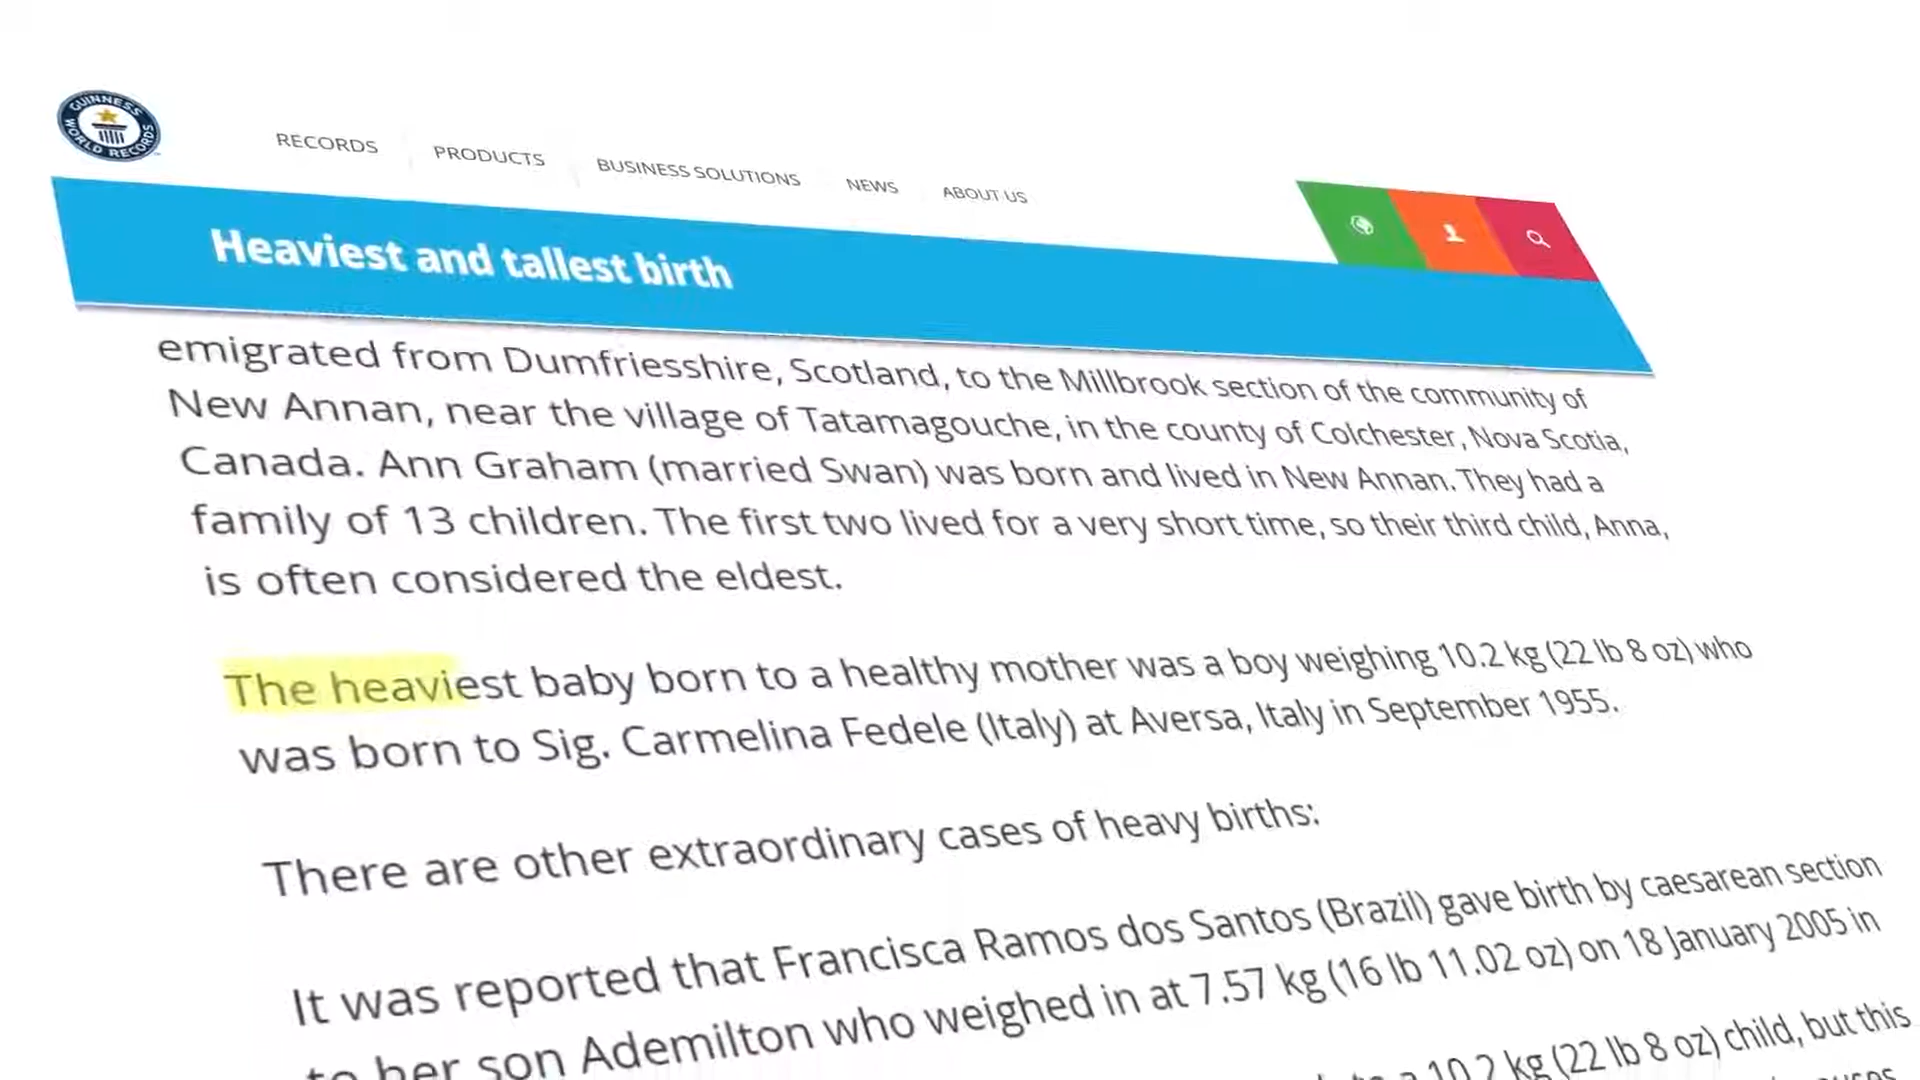 GUINNESS WORLD RECORDS
RECORDS
PRODUCTS
BUSINESS SOLUTIONS
NEWS
ABOUT US
Heaviest and tallest birth
emigrated from Dumfriesshire, Scotland, to the Millbrook section of the community of
New Annan, near the village of Tatamagouche, in the county of Colchester, Nova Scotia,
Canada. Ann Graham (married Swan) was born and lived in New Annan. They had a
family of 13 children. The first two lived for a very short time, so their third child, Anna,
is often considered the eldest.
The heaviest baby born to a healthy mother was a boy weighing 10.2 kg (22 lb 8 oz) who
was born to Sig. Carmelina Fedele (Italy) at Aversa, Italy in September 1955.
There are other extraordinary cases of heavy births:
It was reported that Francisca Ramos dos Santos (Brazil) gave birth by caesarean section
to her son Ademilton who weighed in at 7.57 kg (16 lb 11.02 oz) on 18 January 2005 in
a 10.2 kg (22 lb 8 oz) child, but this